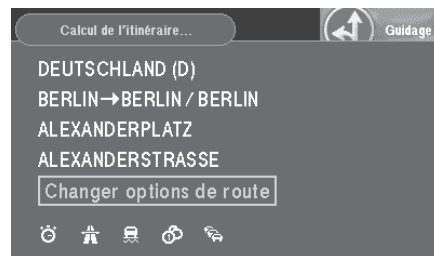 Calcul de l'itinéraire...
Guidage
DEUTSCHLAND (D)
BERLIN→BERLIN / BERLIN
ALEXANDERPLATZ
ALEXANDERSTRASSE
Changer options de route